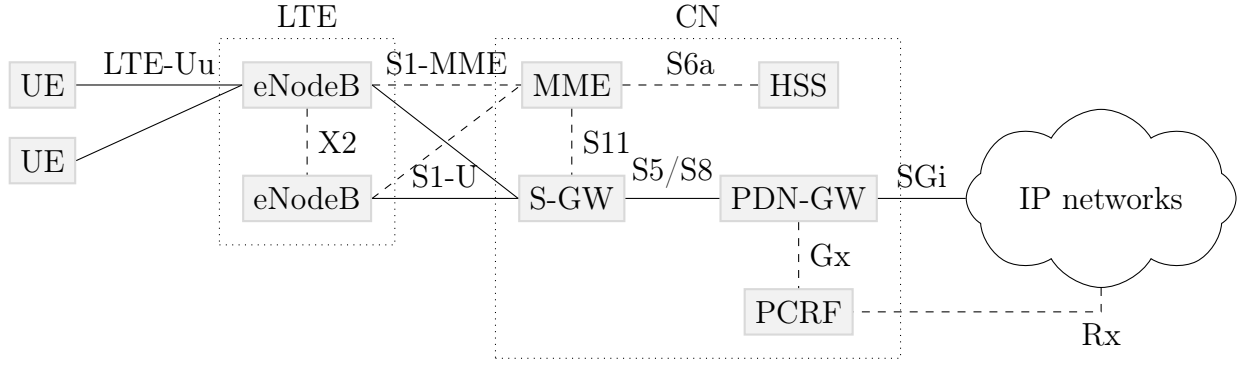 LTE
CN
UE
LTE-Uu
eNodeB
S1-MME
MME
S6a
HSS
UE
X2
S11
eNodeB
S1-U
S-GW
S5/S8
PDN-GW
SGi
IP networks
Gx
PCRF
Rx